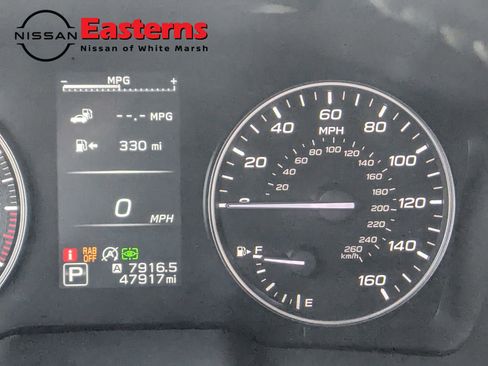 NISSAN
Easterns
Nissan of White Marsh
- MPG +
--.- MPG
330 mi
0 MPH
i RAB OFF A
P
A 7916.5
47917mi
0 20 40 60 80 100 120 140 160
MPH
20 40 60 80 100 120 140 160 180 200 220 240 260
km/h
F
E